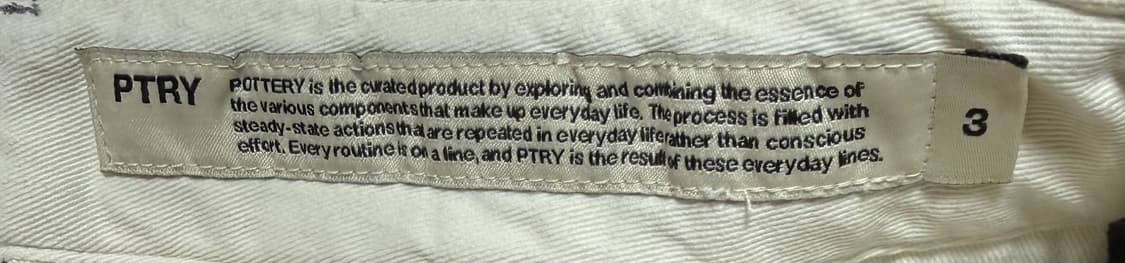 PTRY
POTTERY is the curated product by exploring and combining the essence of
the various components that make up everyday life. The process is filled with
steady-state actions that are repeated in everyday life rather than conscious
effort. Every routine is on a line, and PTRY is the result of these everyday lines.
3